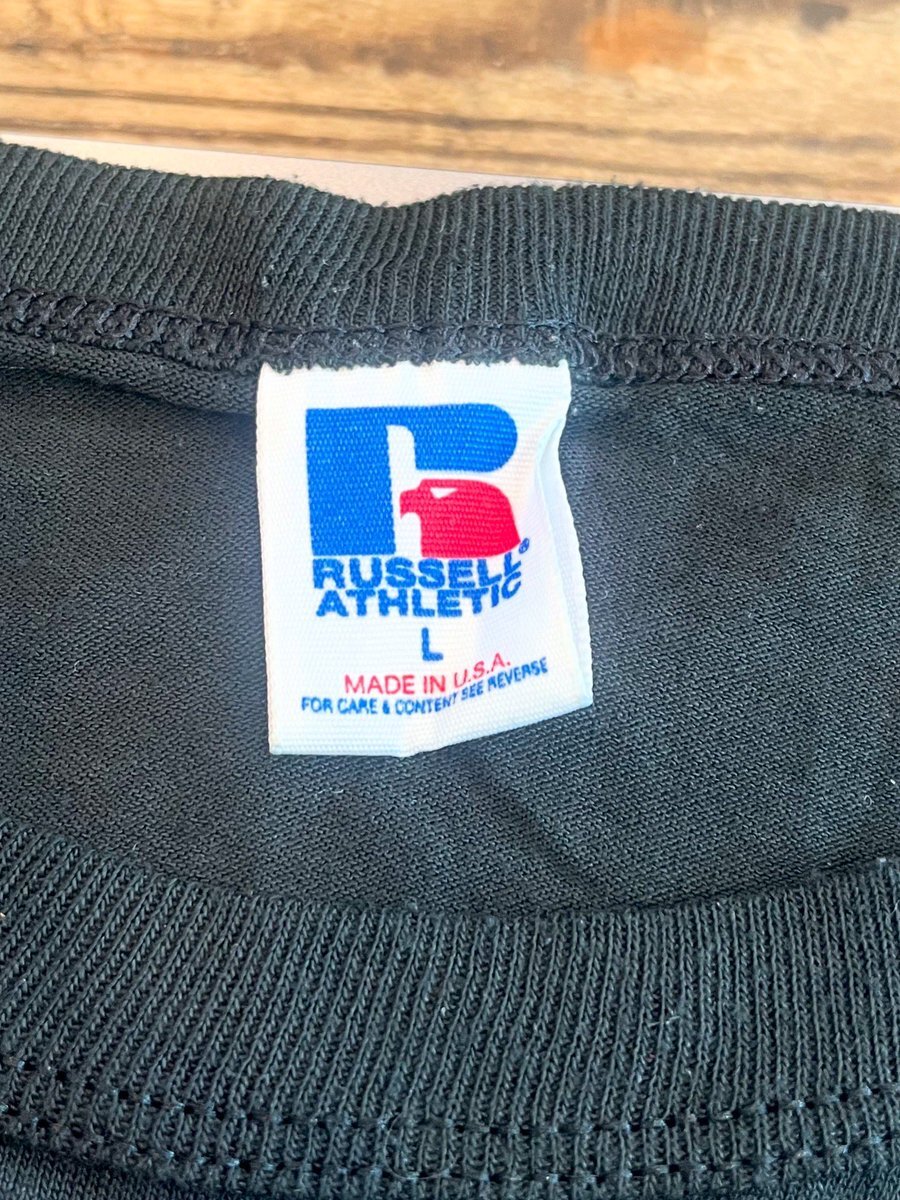 RUSSELL®
ATHLETIC
L
MADE IN U.S.A.
FOR CARE & CONTENT SEE REVERSE